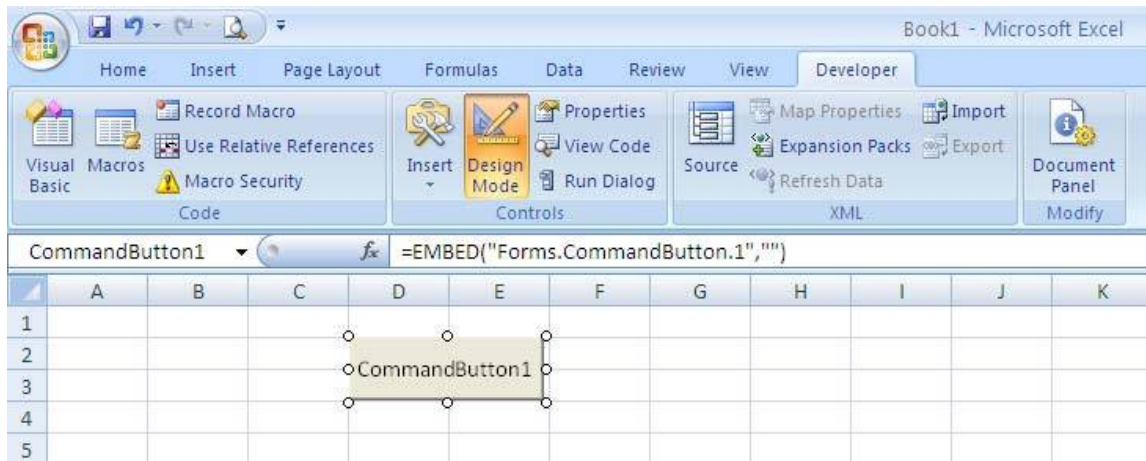 Book1 - Microsoft Excel
Home Insert Page Layout Formulas Data Review View Developer
Visual Basic
Macros
Record Macro
Use Relative References
Macro Security
Code
Insert
Design Mode
Properties
View Code
Run Dialog
Controls
Source
Map Properties
Expansion Packs
Refresh Data
Import
Export
XML
Document Panel
Modify
CommandButton1 fx =EMBED("Forms.CommandButton.1","")
A B C D E F G H I J K
1
2
CommandButton1
3
4
5